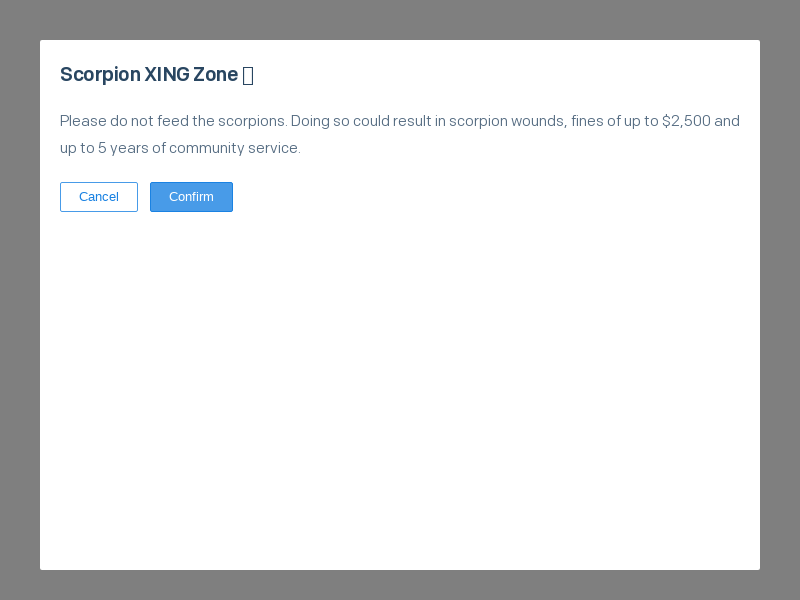 Scorpion XING Zone
Please do not feed the scorpions. Doing so could result in scorpion wounds, fines of up to $2,500 and
up to 5 years of community service.
Cancel
Confirm